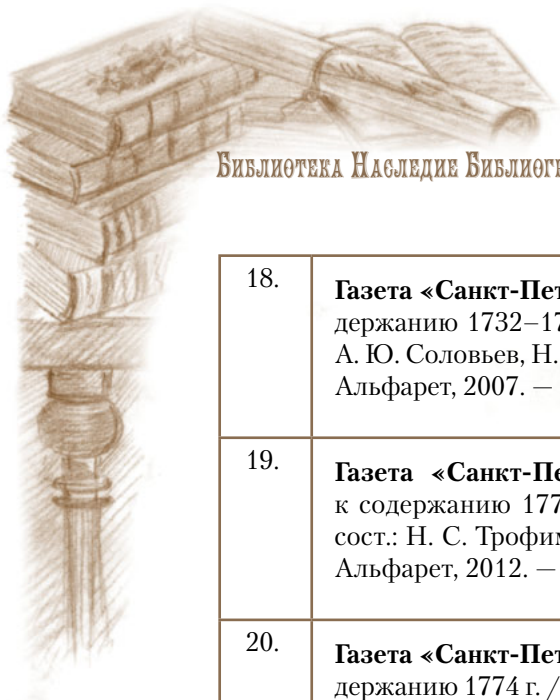 Библиотека Наследие
18.
Газета «Санкт-Пет
держанию 1732–17
А. Ю. Соловьев, Н.
Альфарет, 2007. —
19.
Газета «Санкт-Пе
к содержанию 177
сост.: Н. С. Трофим
Альфарет, 2012. —
20.
Газета «Санкт-Пет
держанию 1774 г. /